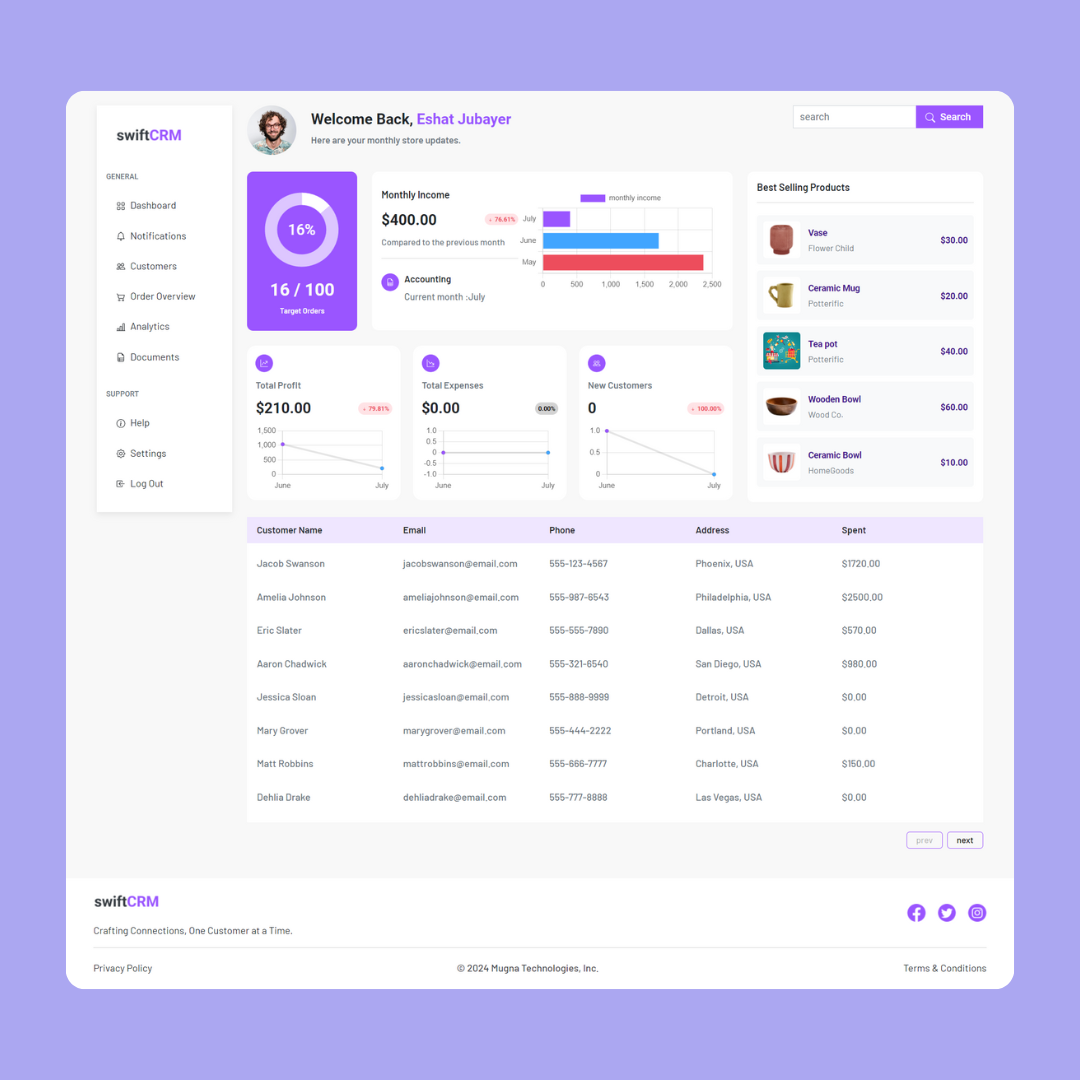 swiftCRM
GENERAL
Dashboard
Notifications
Customers
Order Overview
Analytics
Documents
SUPPORT
Help
Settings
Log Out
Welcome Back, Eshat Jubayer
Here are your monthly store updates.
search
Search
16%
16 / 100
Target Orders
Monthly Income
$400.00
↓ 76.61%
Compared to the previous month
Accounting
Current month :July
monthly income
July
June
May
0 500 1,000 1,500 2,000 2,500
Best Selling Products
Vase
Flower Child
$30.00
Ceramic Mug
Potterific
$20.00
Tea pot
Potterific
$40.00
Wooden Bowl
Wood Co.
$60.00
Ceramic Bowl
HomeGoods
$10.00
Total Profit
$210.00
↓ 79.81%
1,500
1,000
500
0
June July
Total Expenses
$0.00
0.00%
1.0
0.5
0
-0.5
-1.0
June July
New Customers
0
↓ 100.00%
1.0
0.5
0
June July
Customer Name Email Phone Address Spent
Jacob Swanson jacobswanson@email.com 555-123-4567 Phoenix, USA $1720.00
Amelia Johnson ameliajohnson@email.com 555-987-6543 Philadelphia, USA $2500.00
Eric Slater ericslater@email.com 555-555-7890 Dallas, USA $570.00
Aaron Chadwick aaronchadwick@email.com 555-321-6540 San Diego, USA $980.00
Jessica Sloan jessicasloan@email.com 555-888-9999 Detroit, USA $0.00
Mary Grover marygrover@email.com 555-444-2222 Portland, USA $0.00
Matt Robbins mattrobbins@email.com 555-666-7777 Charlotte, USA $150.00
Dehlia Drake dehliadrake@email.com 555-777-8888 Las Vegas, USA $0.00
prev next
swiftCRM
Crafting Connections, One Customer at a Time.
Privacy Policy
© 2024 Mugna Technologies, Inc.
Terms & Conditions